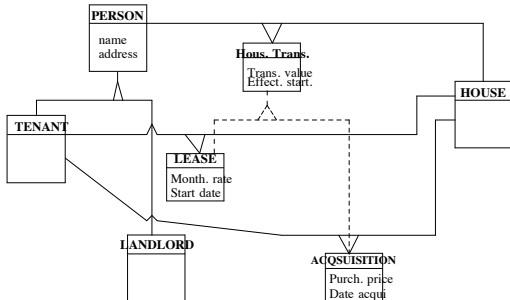 PERSON
name
address
Hous. Trans.
Trans. value
Effect. start.
HOUSE
TENANT
LEASE
Month. rate
Start date
LANDLORD
ACQSUISITION
Purch. price
Date acqui